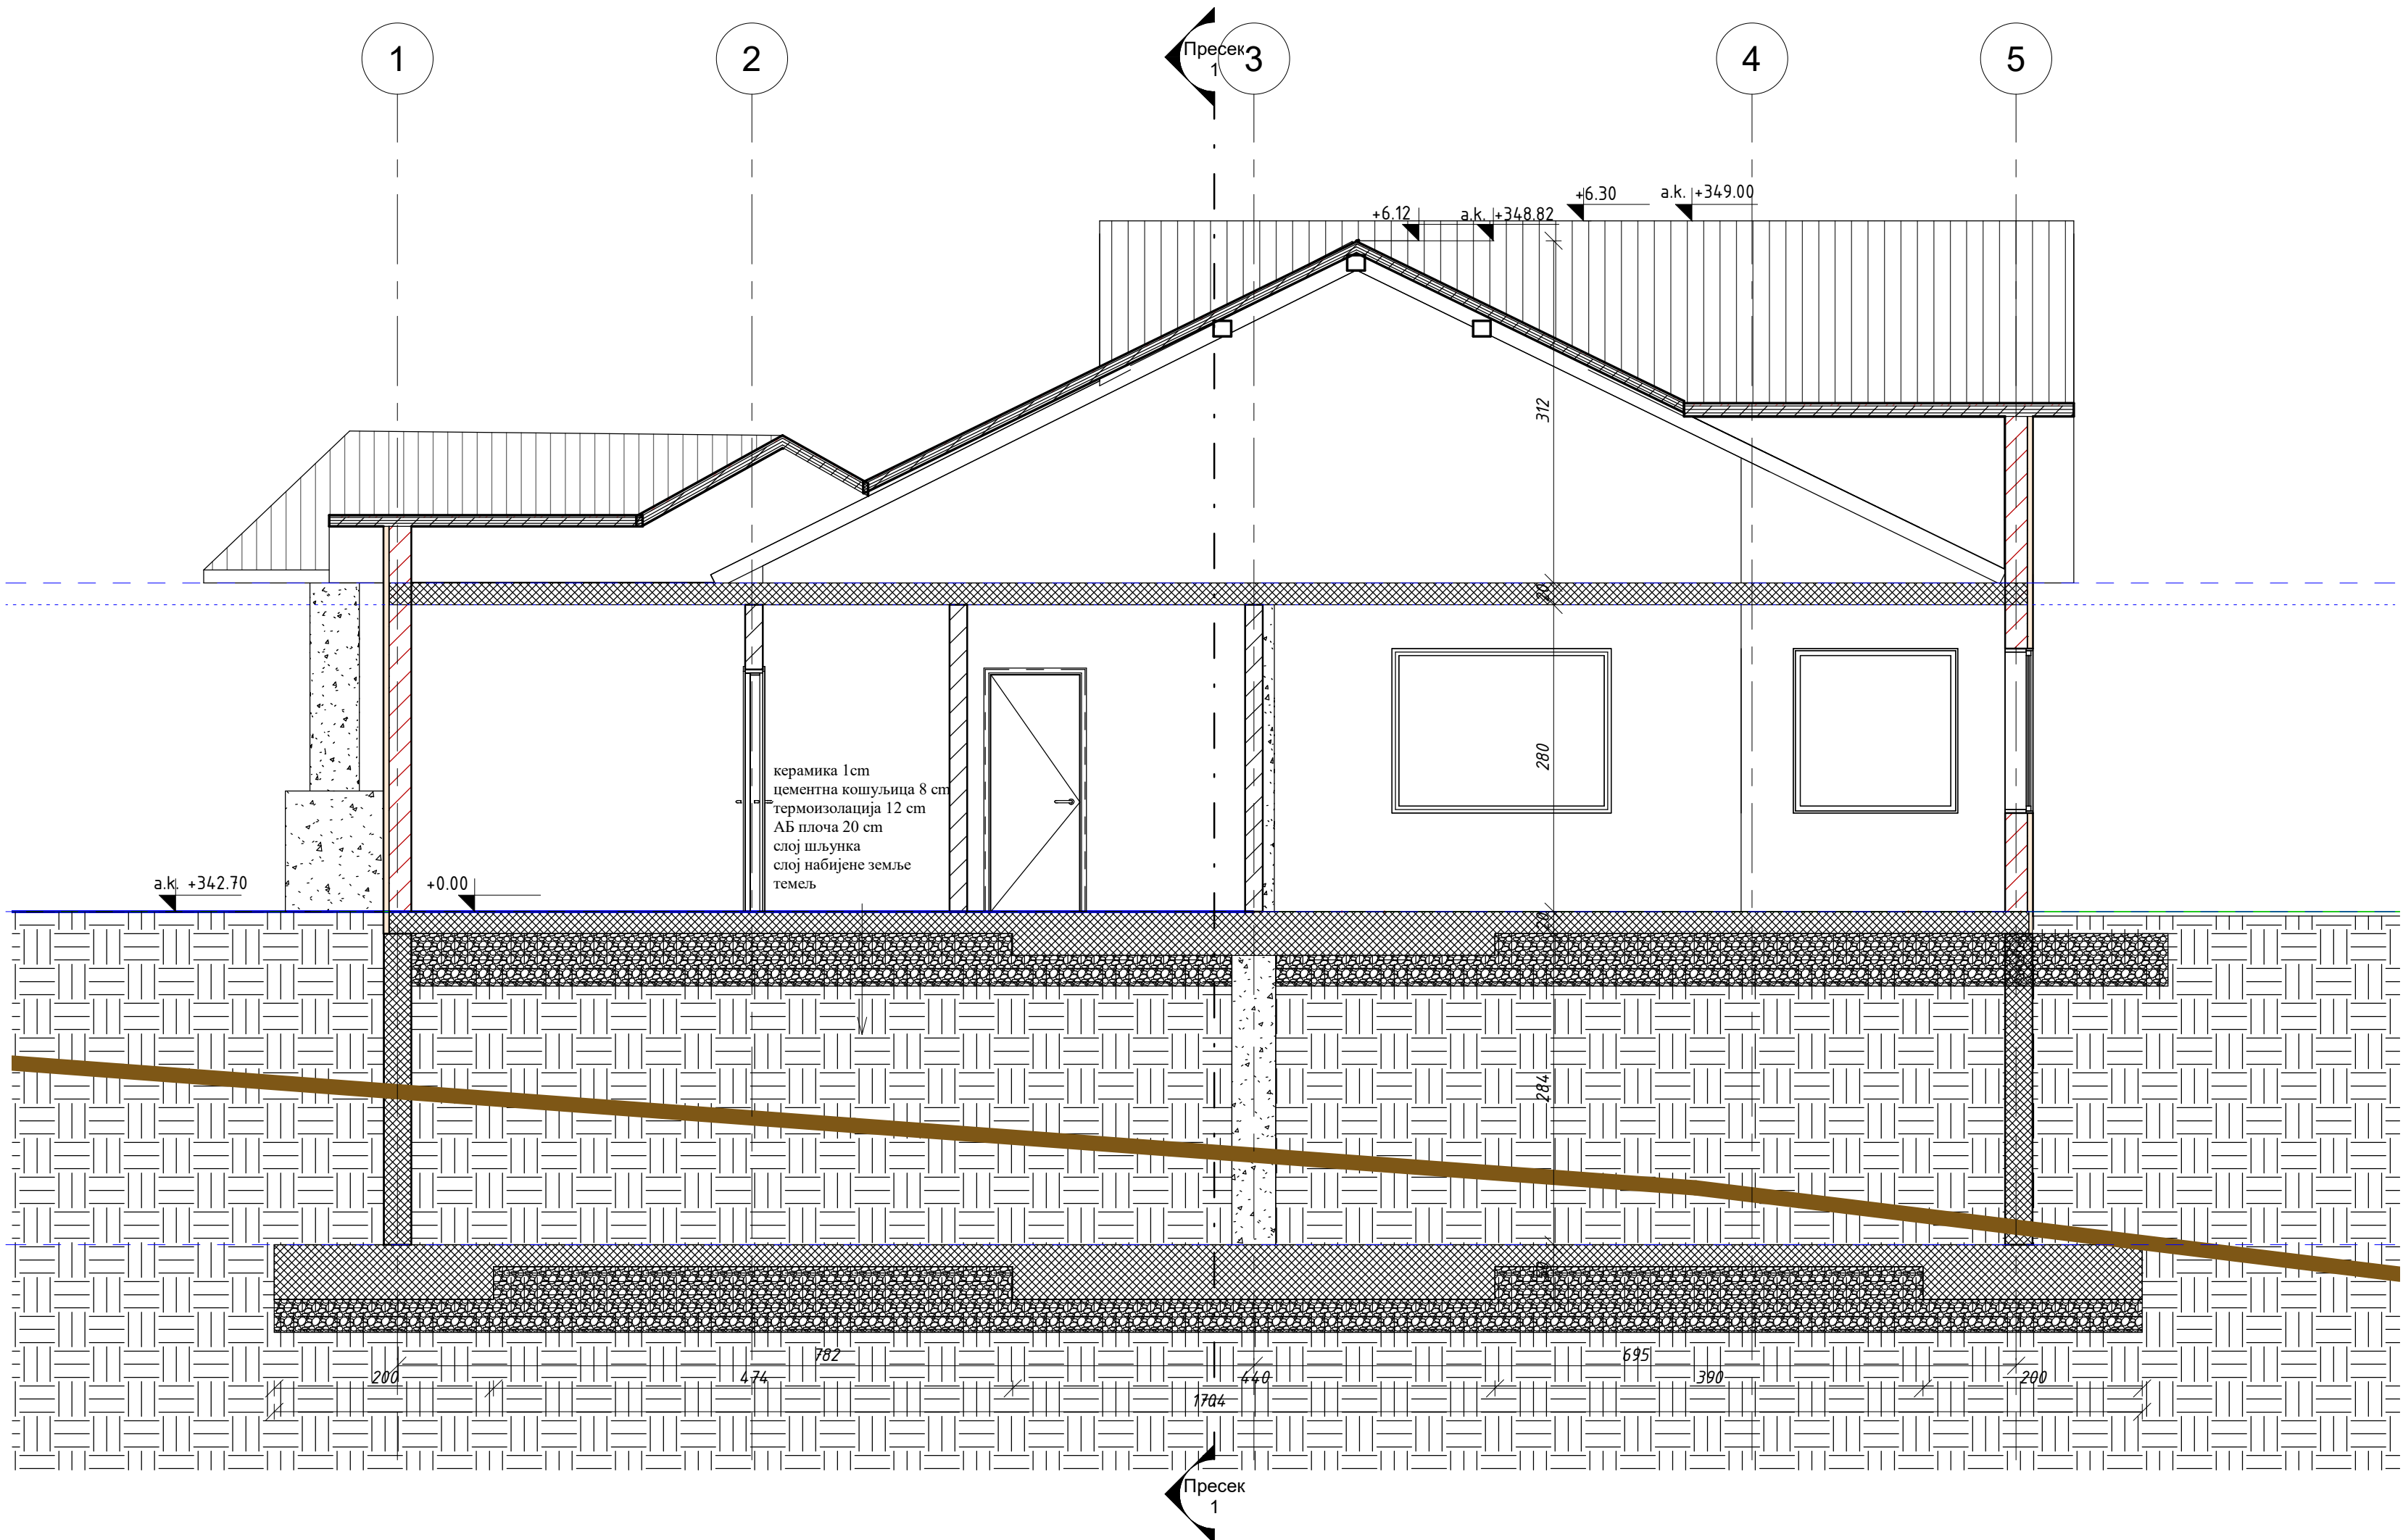 1
2
Пресек
1
3
4
5
+6.30
a.k. +349.00
+6.12
a.k. +348.82
312
20
280
керамика 1cm
цементна кошуљица 8 cm
термоизолација 12 cm
АБ плоча 20 cm
слој шљунка
слој набијене земље
темељ
a.k. +342.70
+0.00
20
284
50
782
695
200
474
440
390
200
1704
Пресек
1